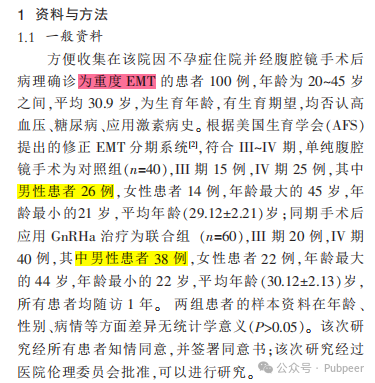 1 资料与方法
1.1 一般资料
方便收集在该院因不孕症住院并经腹腔镜手术后
病理确诊为重度EMT的患者100例,年龄为20~45岁
之间,平均30.9岁,为生育年龄,有生育期望,均否认高
血压、糖尿病、应用激素病史。根据美国生育学会(AFS)
提出的修正EMT分期系统[2],符合III~IV期,单纯腹腔
镜手术为对照组(n=40),III期15例,IV期25例,其中
男性患者26例,女性患者14例,年龄最大的45岁,年
龄最小的21岁,平均年龄(29.12±2.21)岁;同期手术后
应用GnRHa治疗为联合组 (n=60),III期20例,IV期
40例,其中男性患者38例,女性患者22例,年龄最大
的44岁,年龄最小的22岁,平均年龄(30.12±2.13)岁,
所有患者均随访1年。 两组患者的样本资料在年龄、
性别、病情等方面差异无统计学意义(P>0.05)。该次研
究经所有患者知情同意,并签署同意书;该次研究经过
医院伦理委员会批准,可以进行研究。
公众号·Pubpeer